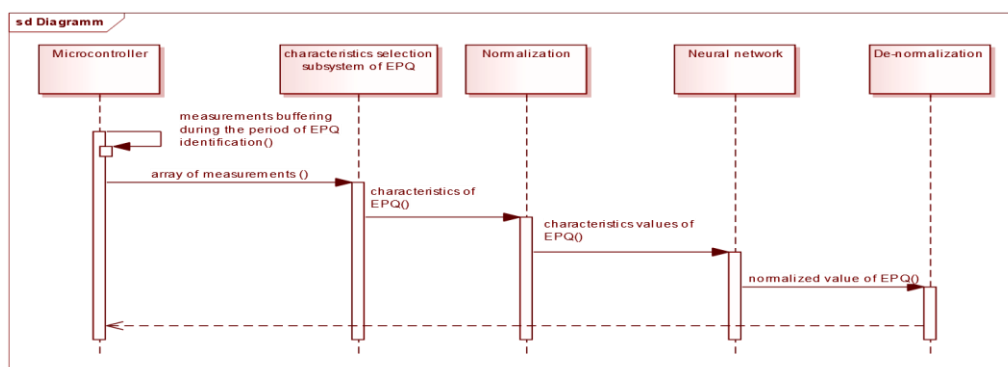 sd Diagramm
Microcontroller
characteristics selection
subsystem of EPQ
Normalization
Neural network
De-normalization
measurements buffering
during the period of EPQ
identification()
array of measurements ()
characteristics of
EPQ()
characteristics values of
EPQ()
normalized value of EPQ()